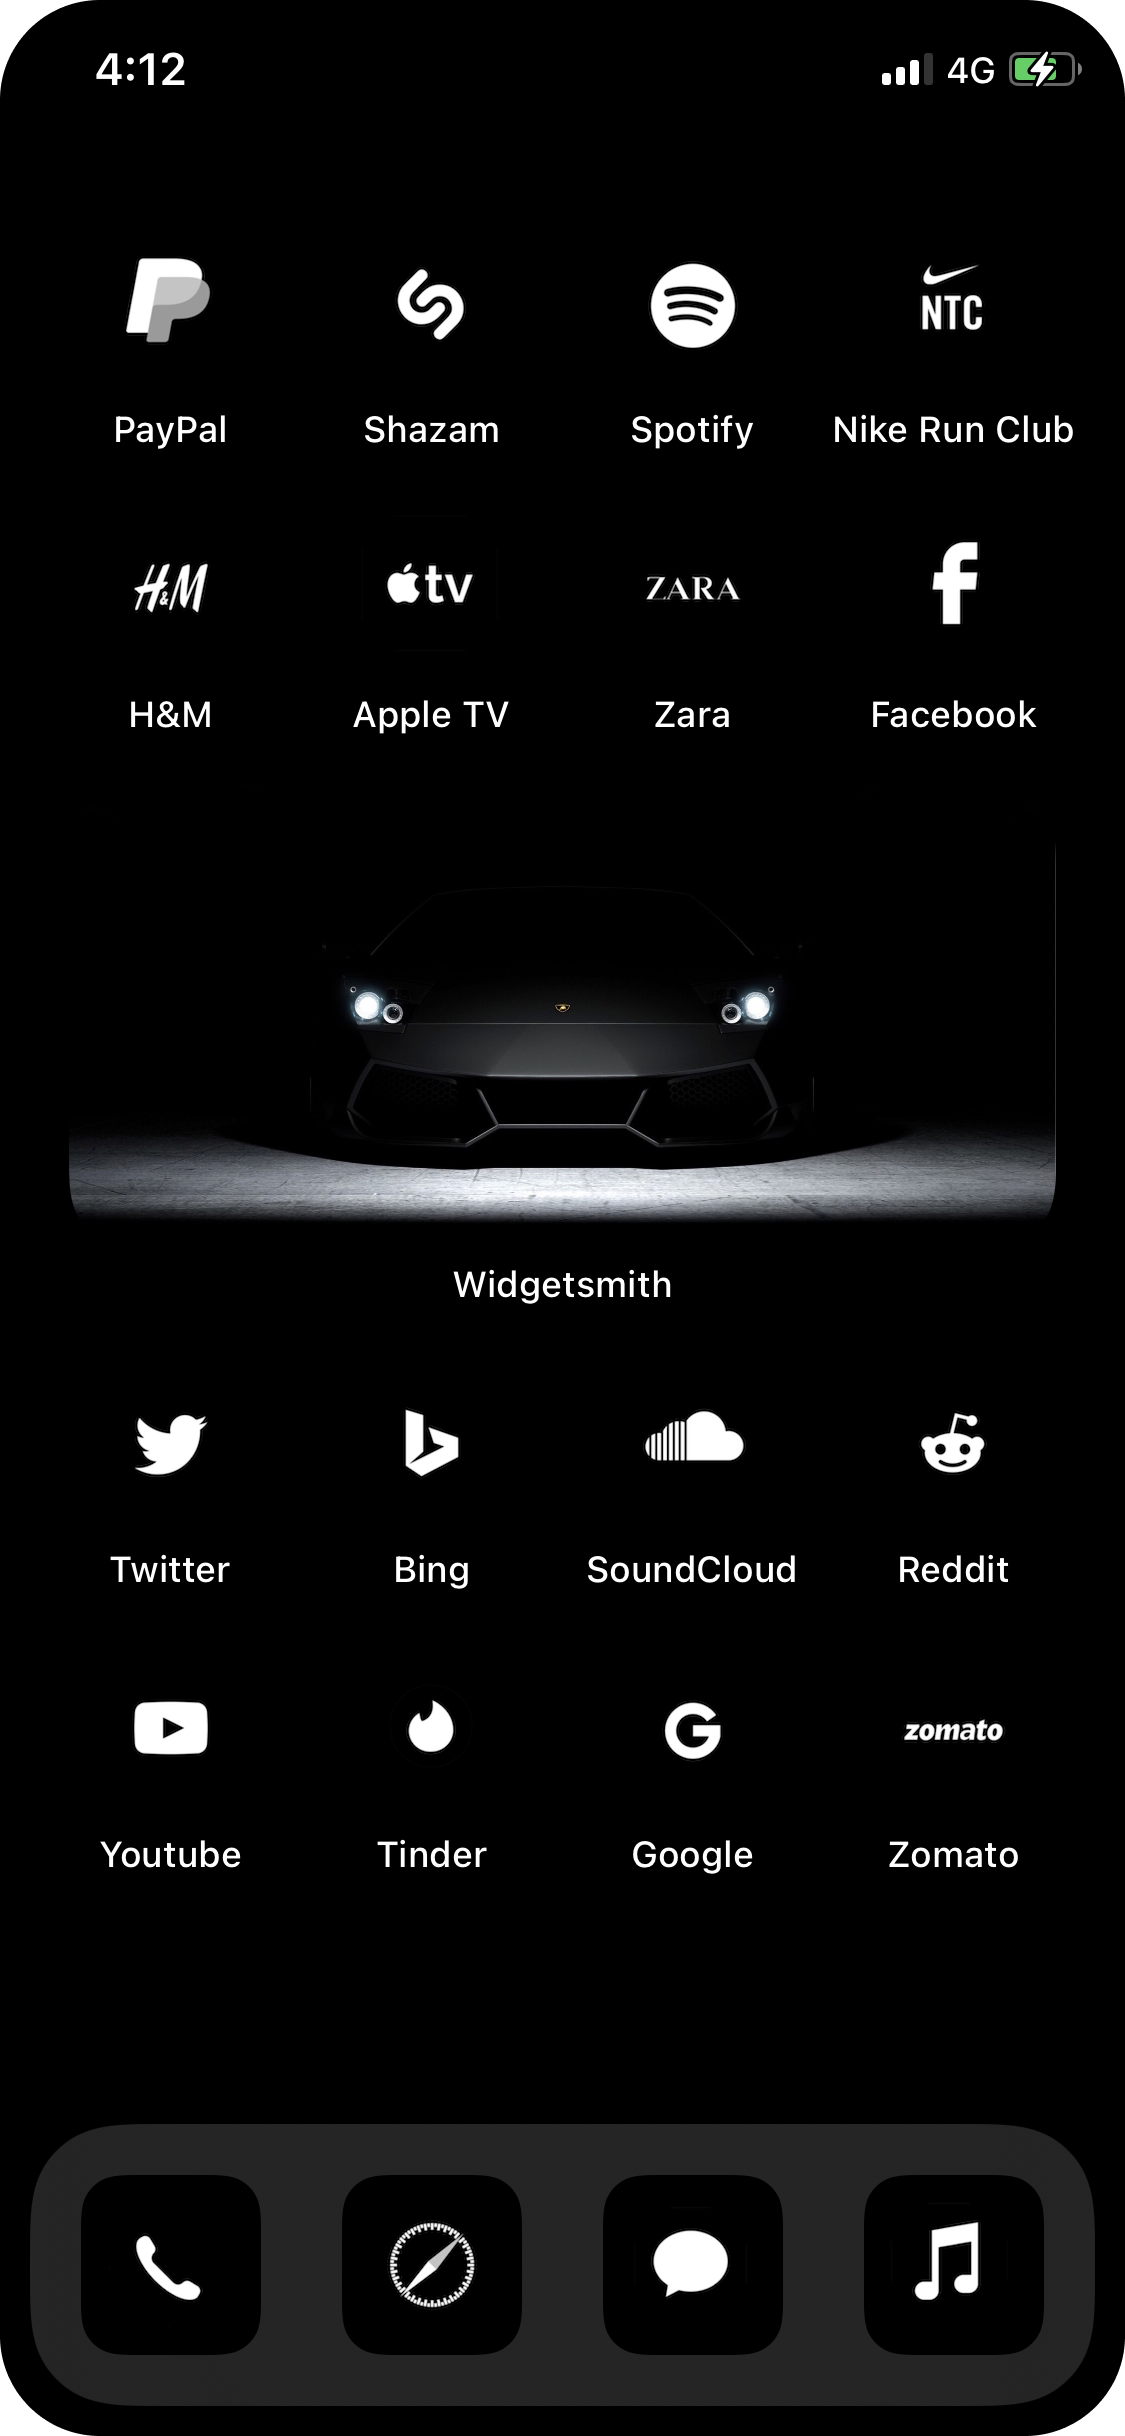 4:12 4G
NTC
PayPal Shazam Spotify Nike Run Club
H&M tv ZARA
H&M Apple TV Zara Facebook
Widgetsmith
Twitter Bing SoundCloud Reddit
zomato
Youtube Tinder Google Zomato